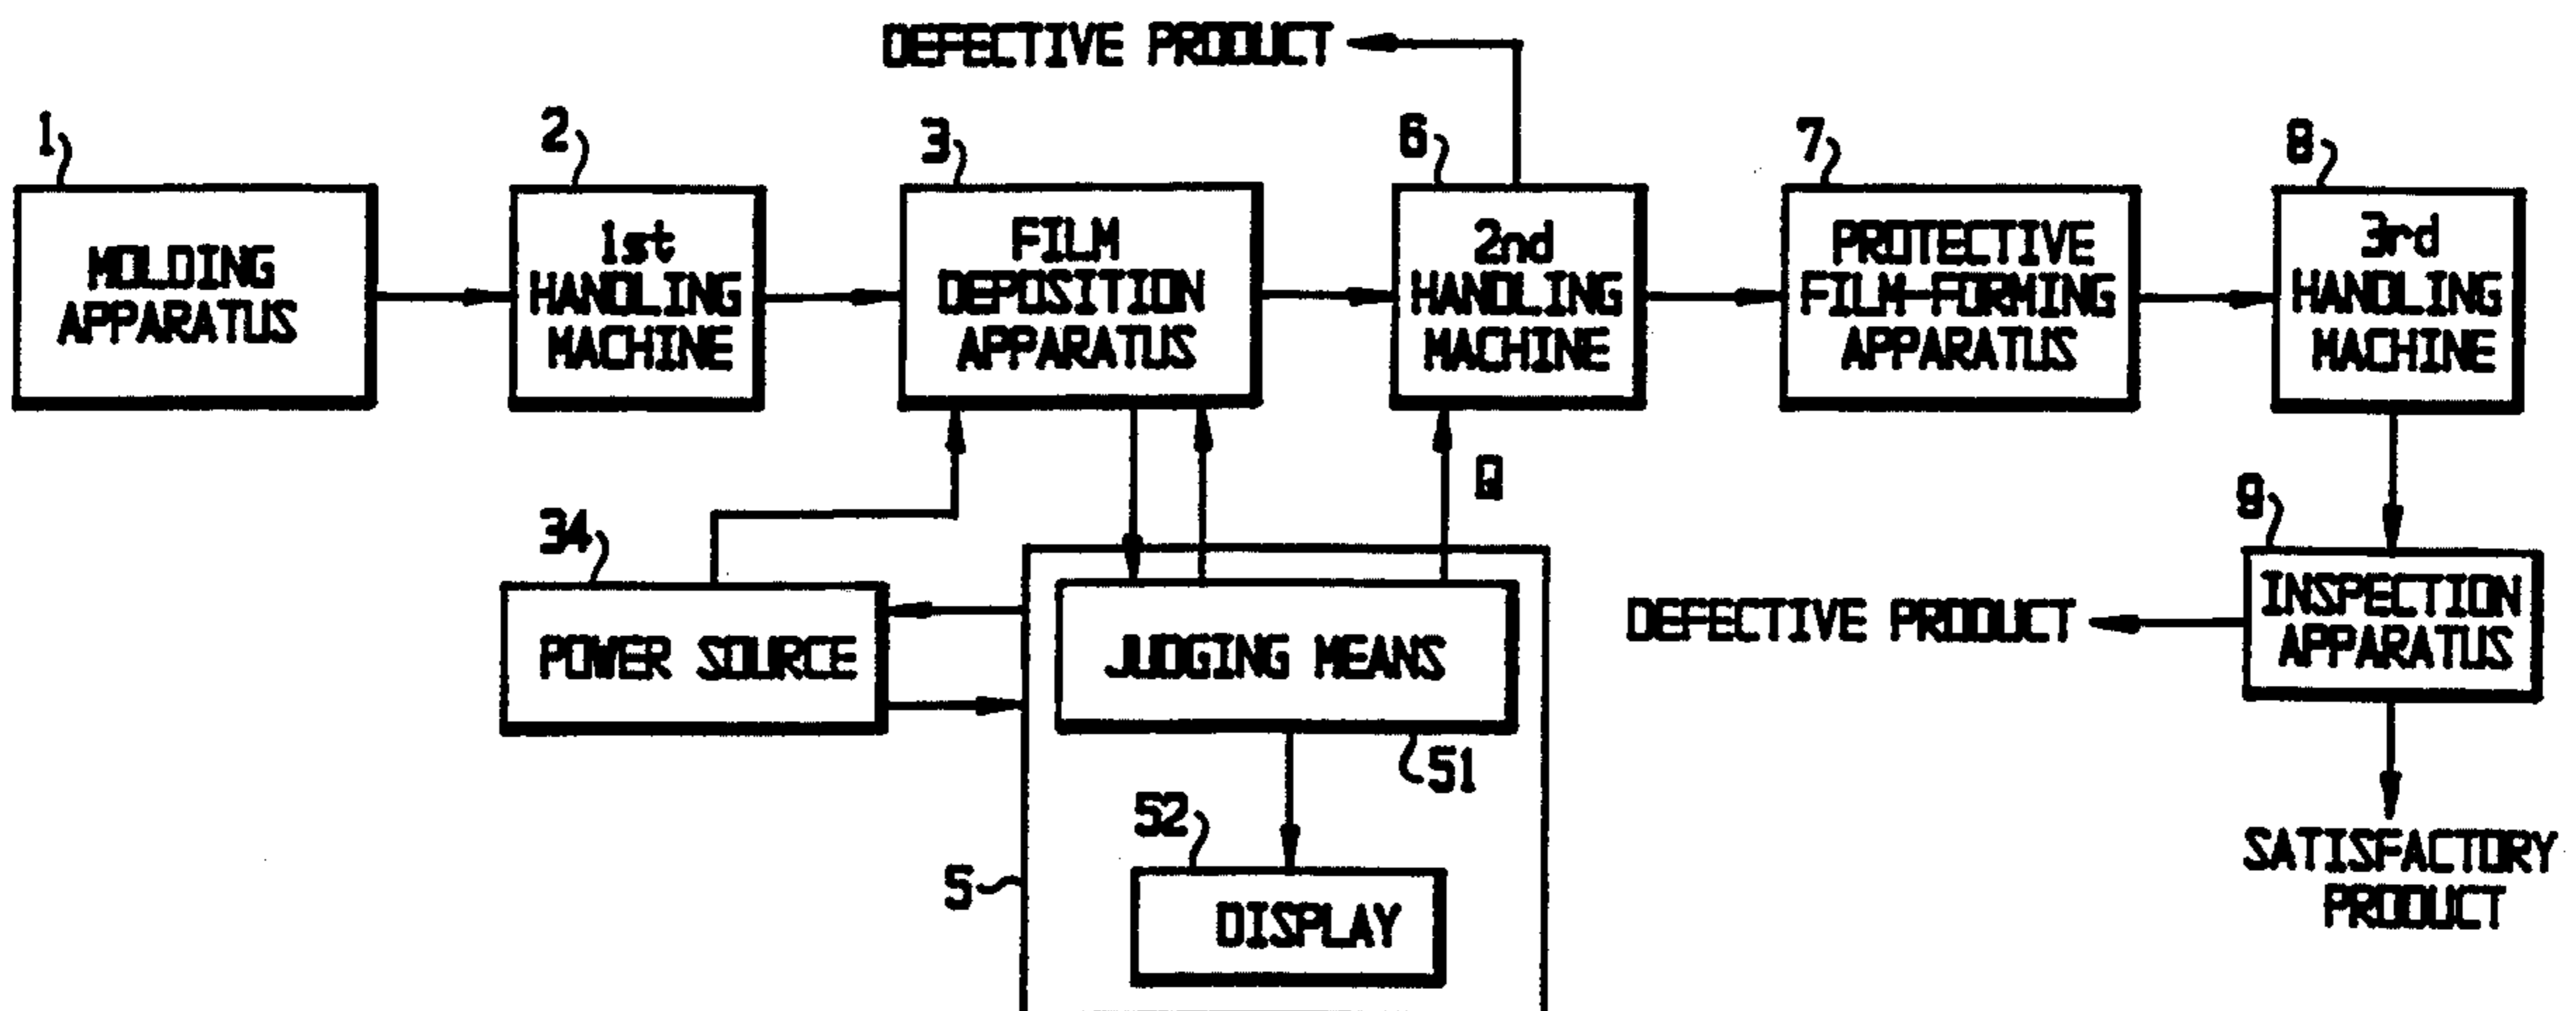 DEFECTIVE PRODUCT
1
2
3
6
7
8
MOLDING
APPARATUS
1st
HANDLING
MACHINE
FILM
DEPOSITION
APPARATUS
2nd
HANDLING
MACHINE
PROTECTIVE
FILM-FORMING
APPARATUS
3rd
HANDLING
MACHINE
Q
34
9
POWER SOURCE
JUDGING MEANS
DEFECTIVE PRODUCT
INSPECTION
APPARATUS
51
52
5
DISPLAY
SATISFACTORY
PRODUCT